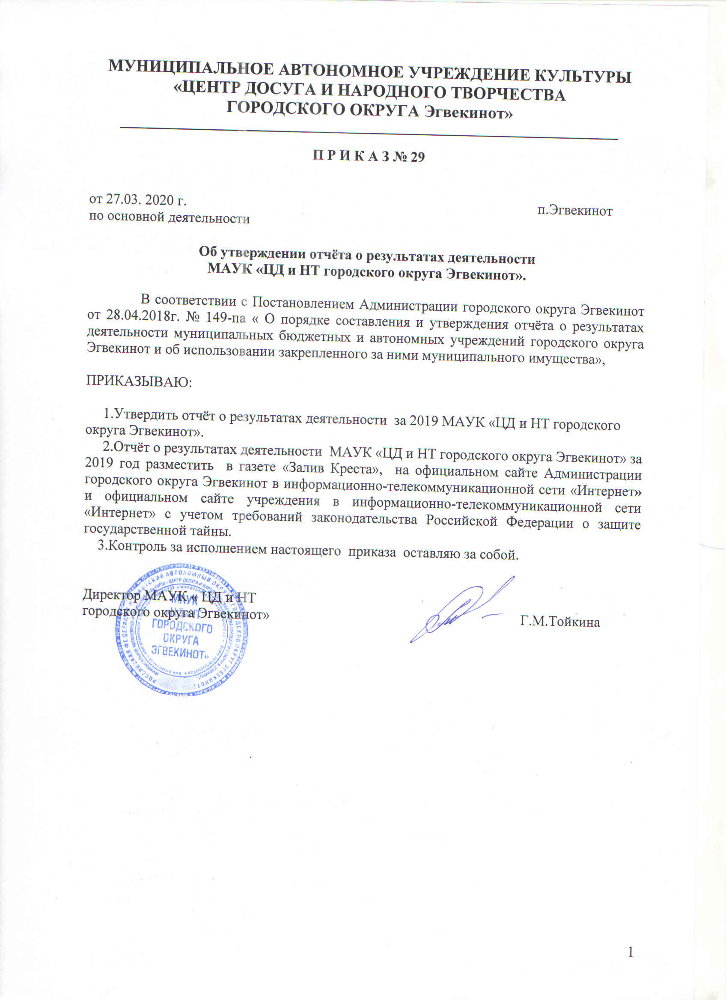 МУНИЦИПАЛЬНОЕ АВТОНОМНОЕ УЧРЕЖДЕНИЕ КУЛЬТУРЫ
«ЦЕНТР ДОСУГА И НАРОДНОГО ТВОРЧЕСТВА
ГОРОДСКОГО ОКРУГА Эгвекинот»
П Р И К А З № 29
от 27.03. 2020 г.
п.Эгвекинот
по основной деятельности
Об утверждении отчёта о результатах деятельности
МАУК «ЦД и НТ городского округа Эгвекинот».
В соответствии с Постановлением Администрации городского округа Эгвекинот
от 28.04.2018г. № 149-па « О порядке составления и утверждения отчёта о результатах
деятельности муниципальных бюджетных и автономных учреждений городского округа
Эгвекинот и об использовании закрепленного за ними муниципального имущества»,
ПРИКАЗЫВАЮ:
1.Утвердить отчёт о результатах деятельности за 2019 МАУК «ЦД и НТ городского
округа Эгвекинот».
2.Отчёт о результатах деятельности МАУК «ЦД и НТ городского округа Эгвекинот» за
2019 год разместить в газете «Залив Креста», на официальном сайте Администрации
городского округа Эгвекинот в информационно-телекоммуникационной сети «Интернет»
и официальном сайте учреждения в информационно-телекоммуникационной сети
«Интернет» с учетом требований законодательства Российской Федерации о защите
государственной тайны.
3.Контроль за исполнением настоящего приказа оставляю за собой.
Директор МАУК « ЦД и НТ
городского округа Эгвекинот»
Г.М.Тойкина
МАУК
ГОРОДСКОГО
ОКРУГА
ЭГВЕКИНОТ»
1